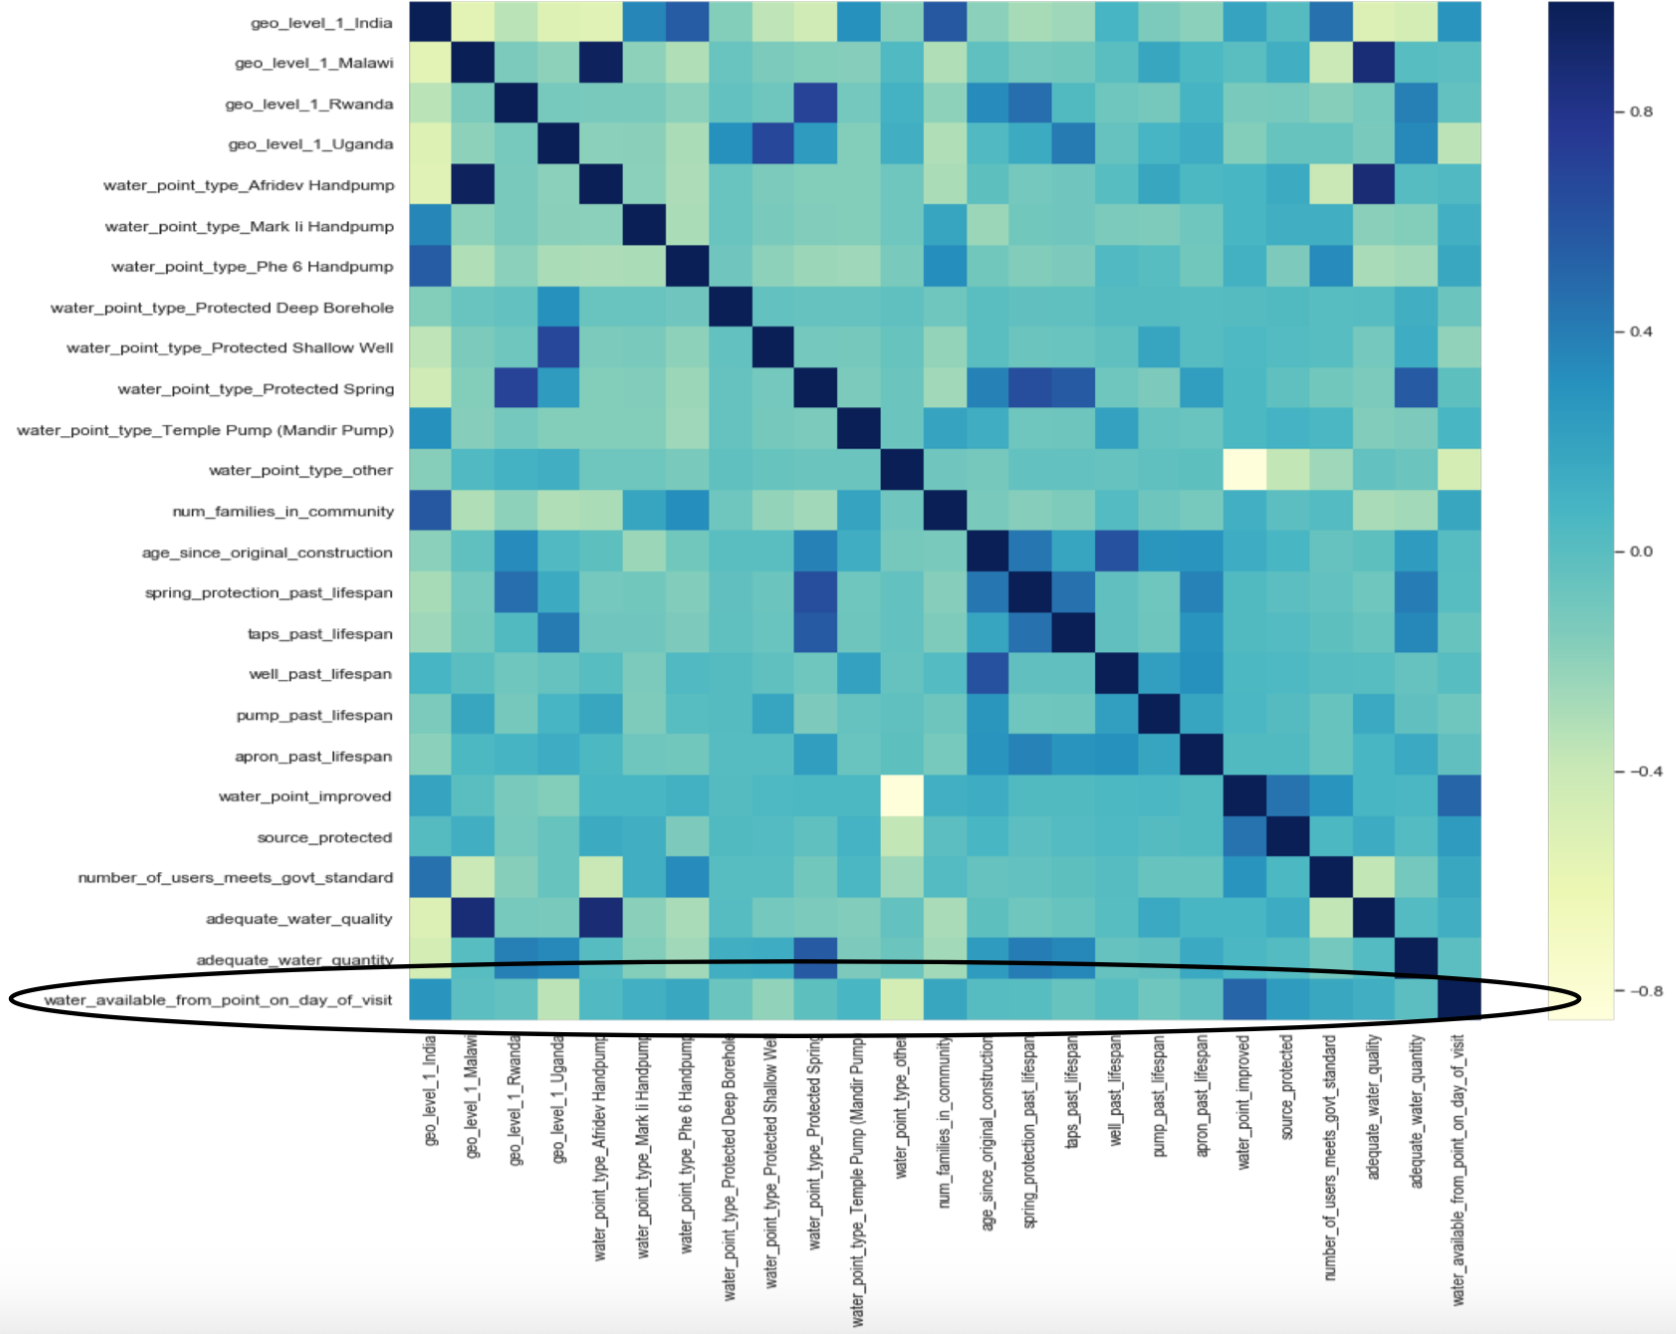 geo_level_1_India
geo_level_1_Malawi
geo_level_1_Rwanda
geo_level_1_Uganda
water_point_type_Afridev Handpump
water_point_type_Mark Ii Handpump
water_point_type_Phe 6 Handpump
water_point_type_Protected Deep Borehole
water_point_type_Protected Shallow Well
water_point_type_Protected Spring
water_point_type_Temple Pump (Mandir Pump)
water_point_type_other
num_families_in_community
age_since_original_construction
spring_protection_past_lifespan
taps_past_lifespan
well_past_lifespan
pump_past_lifespan
apron_past_lifespan
water_point_improved
source_protected
number_of_users_meets_govt_standard
adequate_water_quality
adequate_water_quantity
water_available_from_point_on_day_of_visit
geo_level_1_India
geo_level_1_Malawi
geo_level_1_Rwanda
geo_level_1_Uganda
water_point_type_Afridev Handpump
water_point_type_Mark Ii Handpump
water_point_type_Phe 6 Handpump
water_point_type_Protected Deep Borehole
water_point_type_Protected Shallow Well
water_point_type_Protected Spring
water_point_type_Temple Pump (Mandir Pump)
water_point_type_other
num_families_in_community
age_since_original_construction
spring_protection_past_lifespan
taps_past_lifespan
well_past_lifespan
pump_past_lifespan
apron_past_lifespan
water_point_improved
source_protected
number_of_users_meets_govt_standard
adequate_water_quality
adequate_water_quantity
water_available_from_point_on_day_of_visit
0.8
0.4
0.0
−0.4
−0.8